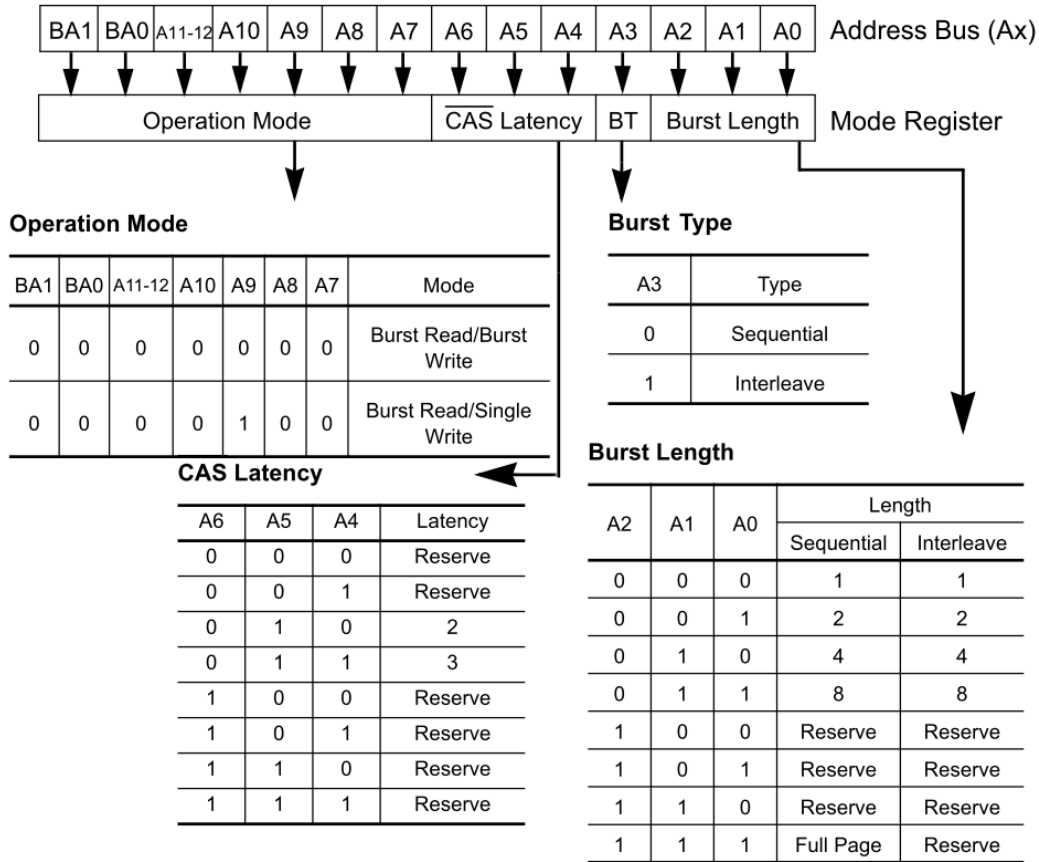 BA1 BA0 A11-12 A10 A9 A8 A7 A6 A5 A4 A3 A2 A1 A0 Address Bus (Ax)
Operation Mode CAS Latency BT Burst Length Mode Register
Operation Mode
BA1 BA0 A11-12 A10 A9 A8 A7 Mode
0 0 0 0 0 0 0 Burst Read/Burst
Write
0 0 0 0 1 0 0 Burst Read/Single
Write
Burst Type
A3 Type
0 Sequential
1 Interleave
CAS Latency
A6 A5 A4 Latency
0 0 0 Reserve
0 0 1 Reserve
0 1 0 2
0 1 1 3
1 0 0 Reserve
1 0 1 Reserve
1 1 0 Reserve
1 1 1 Reserve
Burst Length
A2 A1 A0 Length
Sequential Interleave
0 0 0 1 1
0 0 1 2 2
0 1 0 4 4
0 1 1 8 8
1 0 0 Reserve Reserve
1 0 1 Reserve Reserve
1 1 0 Reserve Reserve
1 1 1 Full Page Reserve